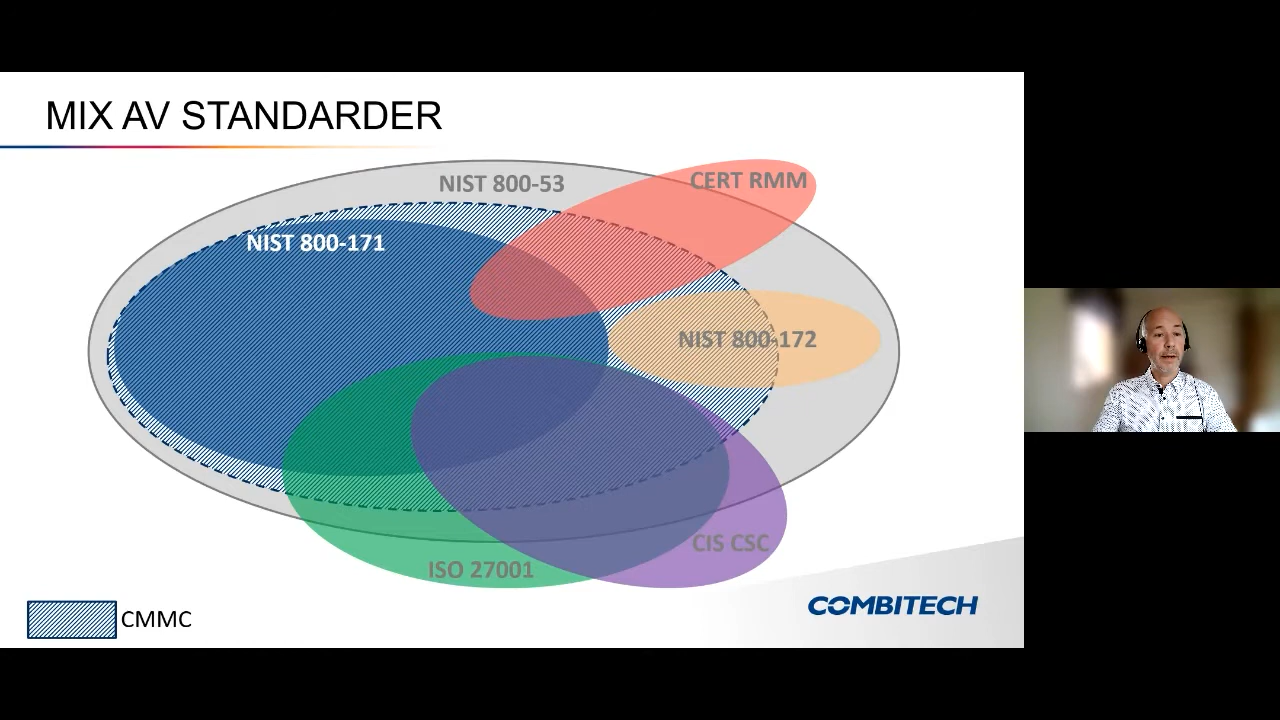 MIX AV STANDARDER
NIST 800-53
CERT RMM
NIST 800-171
NIST 800-172
CIS CSC
ISO 27001
COMBITECH
CMMC